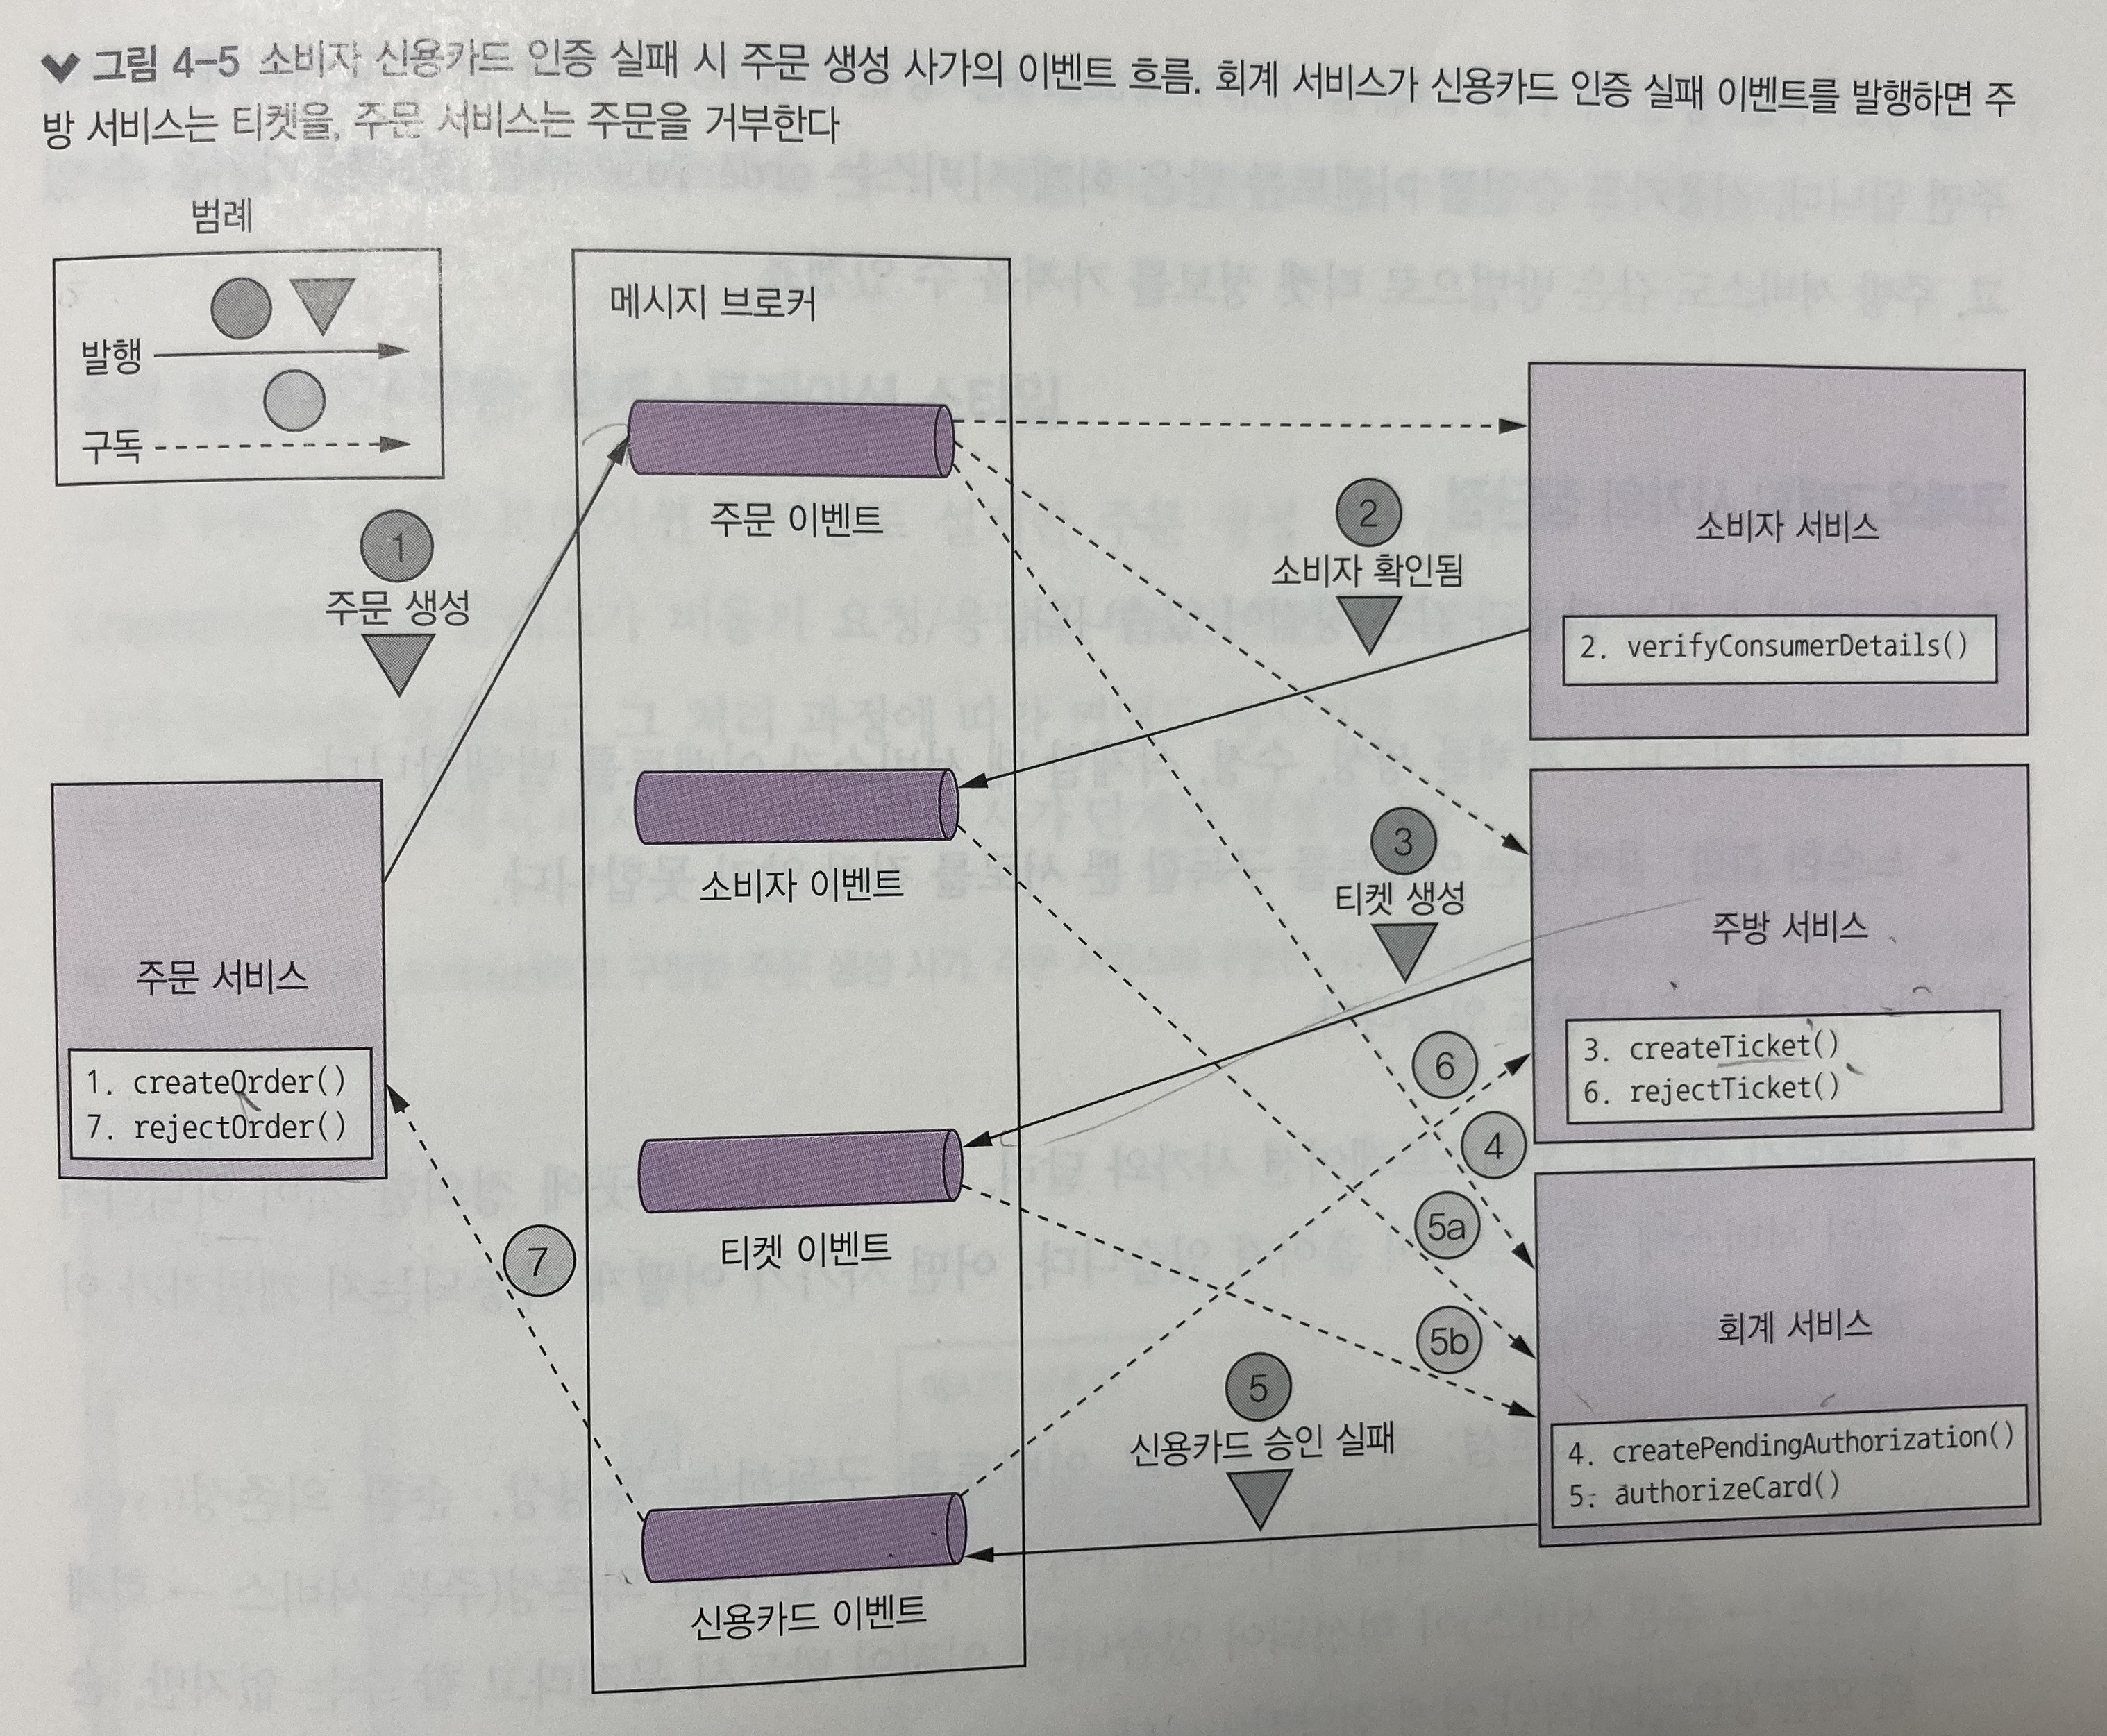 그림 4-5 소비자 신용카드 인증 실패 시 주문 생성 사가의 이벤트 흐름. 회계 서비스가 신용카드 인증 실패 이벤트를 발행하면 주
방 서비스는 티켓을, 주문 서비스는 주문을 거부한다
범례
발행
구독
메시지 브로커
1
주문 생성
주문 이벤트
2
소비자 확인됨
소비자 서비스
2. verifyConsumerDetails()
소비자 이벤트
3
티켓 생성
주방 서비스
3. createTicket()
6. rejectTicket()
주문 서비스
1. createOrder()
7. rejectOrder()
6
4
5a
5b
7
티켓 이벤트
회계 서비스
4. createPendingAuthorization()
5. authorizeCard()
5
신용카드 승인 실패
신용카드 이벤트